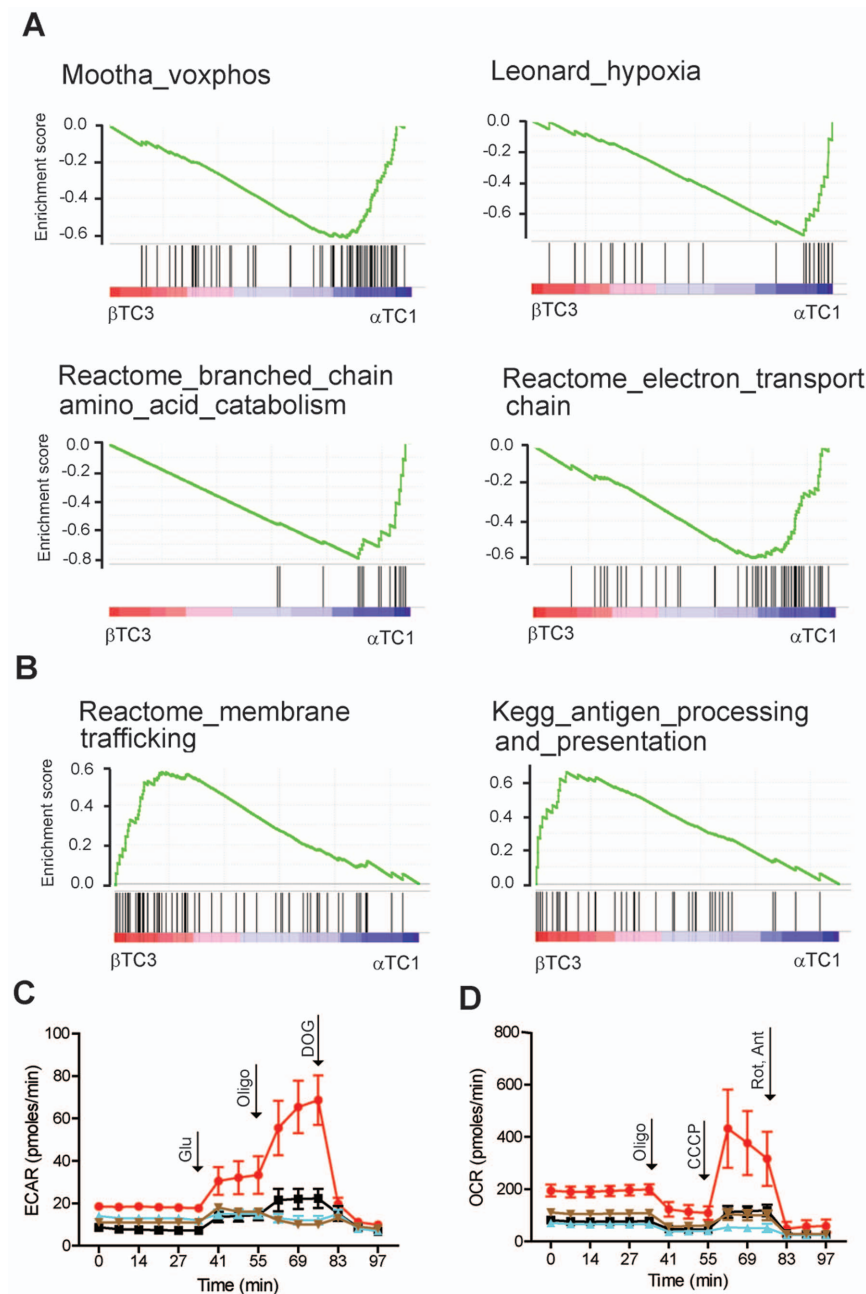 A
Mootha_voxphos
Leonard_hypoxia
Enrichment score
0.0
-0.2
-0.4
-0.6
0.0
-0.2
-0.4
-0.6
βTC3
αTC1
βTC3
αTC1
Reactome_branched_chain
amino_acid_catabolism
Reactome_electron_transport
chain
Enrichment score
0.0
-0.2
-0.4
-0.6
-0.8
0.0
-0.2
-0.4
-0.6
βTC3
αTC1
βTC3
αTC1
B
Reactome_membrane
trafficking
Kegg_antigen_processing
and_presentation
Enrichment score
0.6
0.4
0.2
0.0
0.6
0.4
0.2
0.0
βTC3
αTC1
βTC3
αTC1
C
ECAR (pmoles/min)
100
80
60
40
20
0
Glu
Oligo
DOG
0 14 27 41 55 69 83 97
Time (min)
D
OCR (pmoles/min)
800
600
400
200
0
Oligo
CCCP
Rot, Ant
0 14 27 41 55 69 83 97
Time (min)